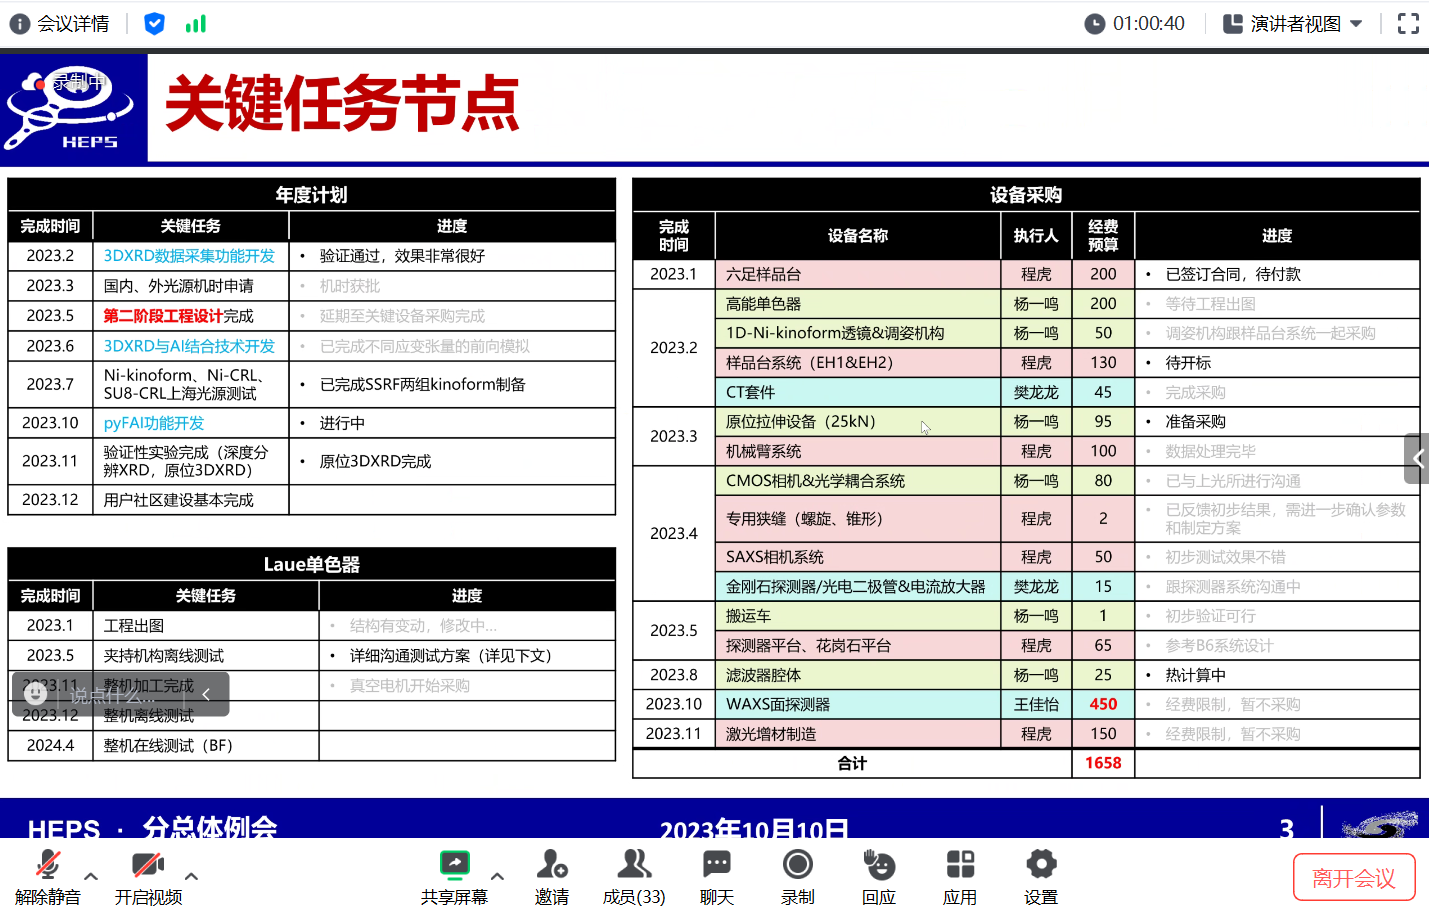 会议详情
01:00:40
演讲者视图
录制中
HEPS
关键任务节点
年度计划
完成时间 关键任务 进度
2023.2 3DXRD数据采集功能开发 • 验证通过，效果非常很好
2023.3 国内、外光源机时申请 • 机时获批
2023.5 第二阶段工程设计完成 • 延期至关键设备采购完成
2023.6 3DXRD与AI结合技术开发 • 已完成不同应变张量的前向模拟
2023.7 Ni-kinoform、Ni-CRL、
SU8-CRL上海光源测试 • 已完成SSRF两组kinoform制备
2023.10 pyFAI功能开发 • 进行中
2023.11 验证性实验完成（深度分
辨XRD，原位3DXRD） • 原位3DXRD完成
2023.12 用户社区建设基本完成
Laue单色器
完成时间 关键任务 进度
2023.1 工程出图 • 结构有变动，修改中...
2023.5 夹持机构离线测试 • 详细沟通测试方案（详见下文）
2023.11 整机加工完成 • 真空电机开始采购
说点什么...
2023.12 整机离线测试
2024.4 整机在线测试（BF）
设备采购
完成
时间 设备名称 执行人 经费
预算 进度
2023.1 六足样品台 程虎 200 • 已签订合同，待付款
2023.2 高能单色器 杨一鸣 200 • 等待工程出图
1D-Ni-kinoform透镜&调姿机构 杨一鸣 50 • 调姿机构跟样品台系统一起采购
样品台系统（EH1&EH2） 程虎 130 • 待开标
CT套件 樊龙龙 45 • 完成采购
2023.3 原位拉伸设备（25kN） 杨一鸣 95 • 准备采购
机械臂系统 程虎 100 • 数据处理完毕
2023.4 CMOS相机&光学耦合系统 杨一鸣 80 • 已与上光所进行沟通
专用狭缝（螺旋、锥形） 程虎 2 • 已反馈初步结果，需进一步确认参数
和制定方案
SAXS相机系统 程虎 50 • 初步测试效果不错
金刚石探测器/光电二极管&电流放大器 樊龙龙 15 • 跟探测器系统沟通中
2023.5 搬运车 杨一鸣 1 • 初步验证可行
探测器平台、花岗石平台 程虎 65 • 参考B6系统设计
2023.8 滤波器腔体 杨一鸣 25 • 热计算中
2023.10 WAXS面探测器 王佳怡 450 • 经费限制，暂不采购
2023.11 激光增材制造 程虎 150 • 经费限制，暂不采购
合计 1658
HEPS · 分总体例会
2023年10月10日
3
解除静音
开启视频
共享屏幕
邀请
成员(33)
聊天
录制
回应
应用
设置
离开会议